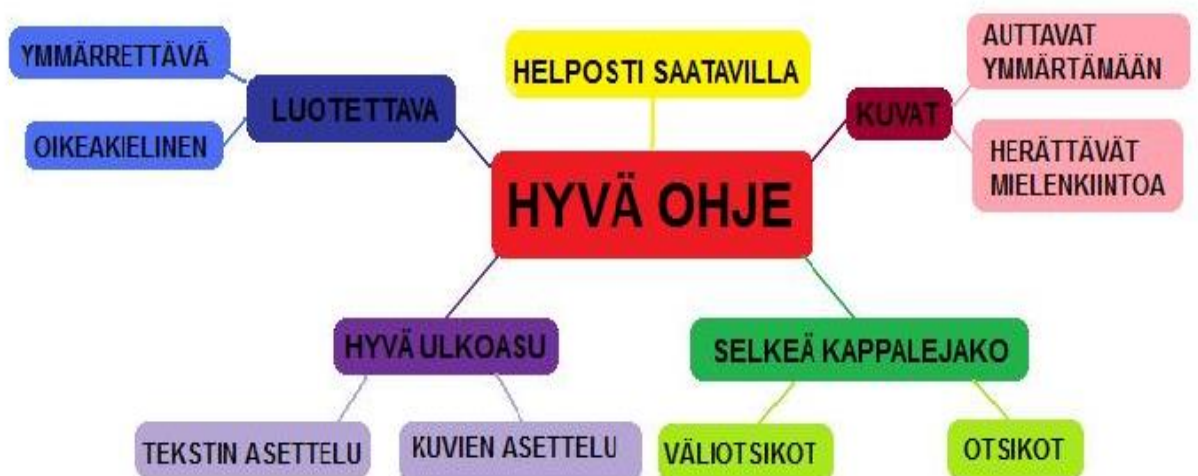 YMMÄRRETTÄVÄ
LUOTETTAVA
OIKEAKIELINEN
HELPOSTI SAATAVILLA
KUVAT
AUTTAVAT
YMMÄRTÄMÄÄN
HERÄTTÄVÄT
MIELENKIINTOA
HYVÄ OHJE
HYVÄ ULKOASU
SELKEÄ KAPPALEJAKO
TEKSTIN ASETTELU
KUVIEN ASETTELU
VÄLIOTSIKOT
OTSIKOT